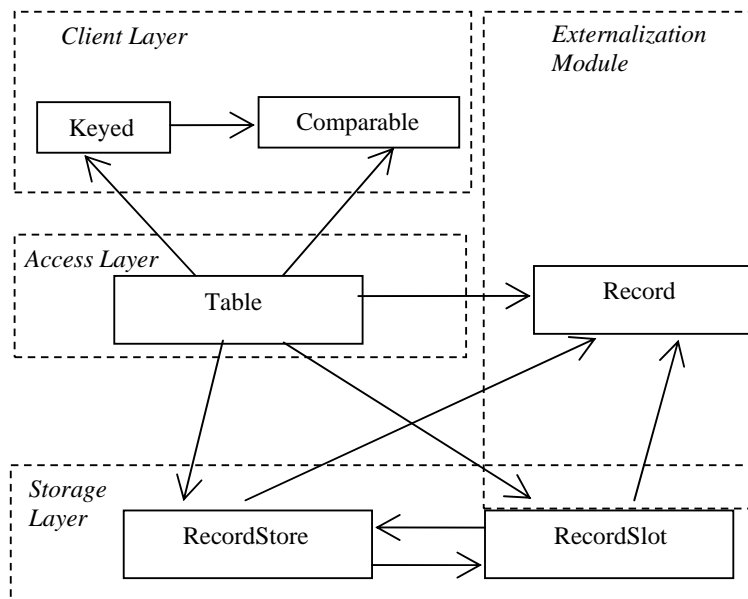 Client Layer
Externalization
Module
Keyed
Comparable
Access Layer
Table
Record
Storage
Layer
RecordStore
RecordSlot